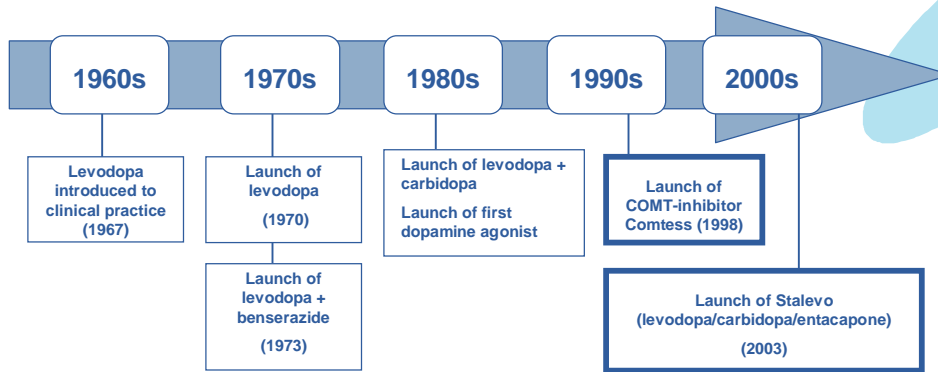 1960s
1970s
1980s
1990s
2000s
Levodopa
introduced to
clinical practice
(1967)
Launch of
levodopa
(1970)
Launch of
levodopa +
benserazide
(1973)
Launch of levodopa +
carbidopa
Launch of first
dopamine agonist
Launch of
COMT-inhibitor
Comtess (1998)
Launch of Stalevo
(levodopa/carbidopa/entacapone)
(2003)